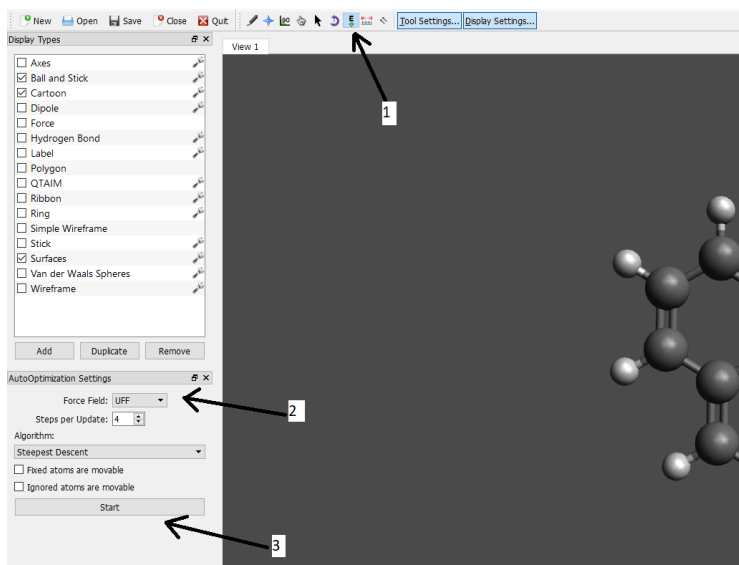 New Open Save Close Quit E Tool Settings... Display Settings...
Display Types
View 1
Axes
Ball and Stick
Cartoon
Dipole
Force
Hydrogen Bond
Label
Polygon
QTAIM
Ribbon
Ring
Simple Wireframe
Stick
Surfaces
Van der Waals Spheres
Wireframe
1
Add Duplicate Remove
AutoOptimization Settings
Force Field: UFF
2
Steps per Update: 4
Algorithm:
Steepest Descent
Fixed atoms are movable
Ignored atoms are movable
Start
3